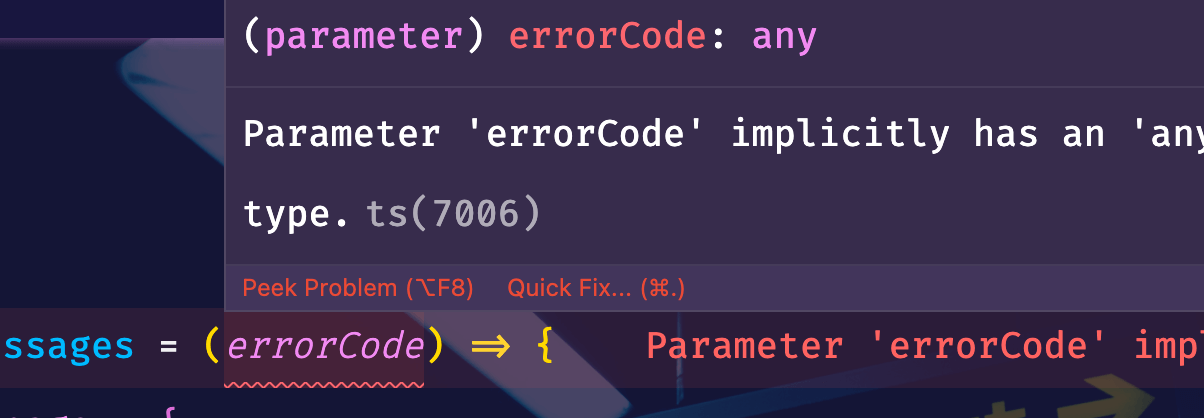 (parameter) errorCode: any
Parameter 'errorCode' implicitly has an 'any
type. ts(7006)
Peek Problem (⌥F8) Quick Fix... (⌘.)
ssages = (errorCode) => { Parameter 'errorCode' imp